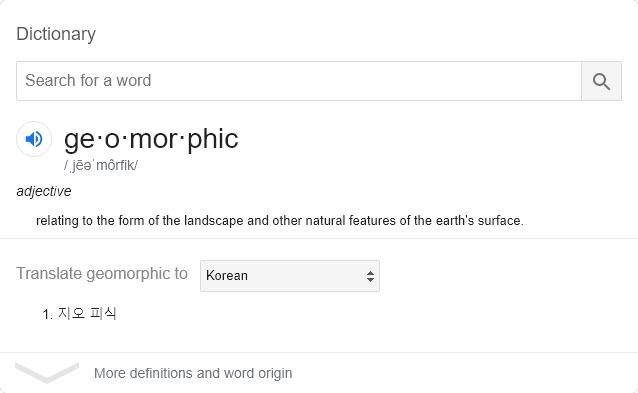 Dictionary
Search for a word
ge·o·mor·phic
/ˌjēəˈmôrfik/
adjective
relating to the form of the landscape and other natural features of the earth's surface.
Translate geomorphic to Korean
1. 지오 피식
More definitions and word origin